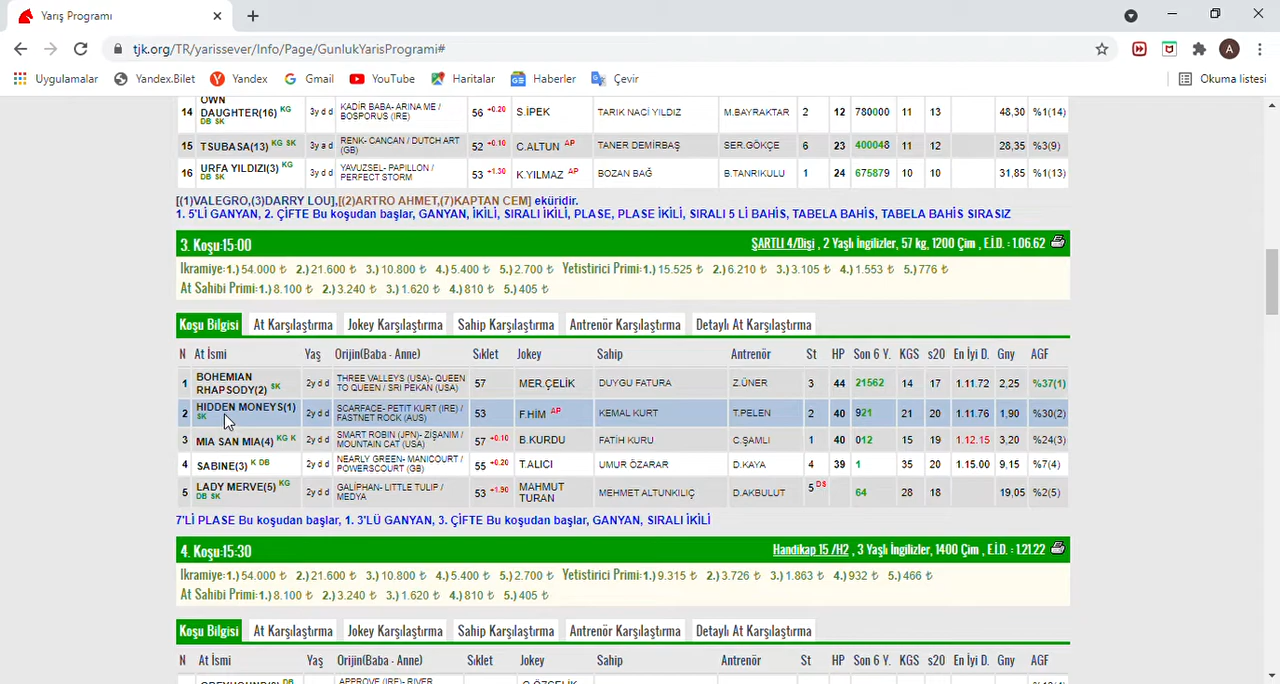 Yarış Programı
tjk.org/TR/yarissever/Info/Page/GunlukYarisProgrami#
A
Uygulamalar Yandex.Bilet Yandex Gmail YouTube Haritalar Haberler Çevir Okuma listesi
14 OWN DAUGHTER(16) KG DB SK 3y d d KADİR BABA- ARINA ME / BOSPORUS (IRE) 56 +0.20 S.İPEK TARIK NACİ YILDIZ M.BAYRAKTAR 2 12 780000 11 13 48,30 %1(14)
15 TSUBASA(13) KG SK 3y a d RENK- CANCAN / DUTCH ART (GB) 52 +0.10 C.ALTUN AP TANER DEMİRBAŞ SER.GÖKÇE 6 23 400048 11 12 28,35 %3(9)
16 URFA YILDIZI(3) KG DB SK 3y d d YAVUZSEL- PAPILLON / PERFECT STORM 53 +1.30 K.YILMAZ AP BOZAN BAĞ B.TANRIKULU 1 24 675879 10 10 31,85 %1(13)
[(1)VALEGRO,(3)DARRY LOU],[(2)ARTRO AHMET,(7)KAPTAN CEM] eküridir.
1. 5'Lİ GANYAN, 2. ÇİFTE Bu koşudan başlar, GANYAN, İKİLİ, SIRALI İKİLİ, PLASE, PLASE İKİLİ, SIRALI 5 Lİ BAHİS, TABELA BAHİS, TABELA BAHİS SIRASIZ
3. Koşu:15:00 ŞARTLI 4/Dişi , 2 Yaşlı İngilizler, 57 kg, 1200 Çim , E.İ.D. : 1.06.62
Ikramiye:1.) 54.000 ₺ 2.) 21.600 ₺ 3.) 10.800 ₺ 4.) 5.400 ₺ 5.) 2.700 ₺ Yetistirici Primi:1.) 15.525 ₺ 2.) 6.210 ₺ 3.) 3.105 ₺ 4.) 1.553 ₺ 5.) 776 ₺
At Sahibi Primi:1.) 8.100 ₺ 2.) 3.240 ₺ 3.) 1.620 ₺ 4.) 810 ₺ 5.) 405 ₺
Koşu Bilgisi At Karşılaştırma Jokey Karşılaştırma Sahip Karşılaştırma Antrenör Karşılaştırma Detaylı At Karşılaştırma
N At İsmi Yaş Orijin(Baba - Anne) Sıklet Jokey Sahip Antrenör St HP Son 6 Y. KGS s20 En İyi D. Gny AGF
1 BOHEMIAN RHAPSODY(2) SK 2y d d THREE VALLEYS (USA)- QUEEN TO QUEEN / SRI PEKAN (USA) 57 MER.ÇELİK DUYGU FATURA Z.ÜNER 3 44 21562 14 17 1.11.72 2,25 %37(1)
2 HIDDEN MONEYS(1) SK 2y d d SCARFACE- PETIT KURT (IRE) / FASTNET ROCK (AUS) 53 F.HİM AP KEMAL KURT T.PELEN 2 40 921 21 20 1.11.76 1,90 %30(2)
3 MIA SAN MIA(4) KG K 2y d d SMART ROBIN (JPN)- ZİŞANIM / MOUNTAIN CAT (USA) 57 +0.10 B.KURDU FATİH KURU C.ŞAMLI 1 40 012 15 19 1.12.15 3,20 %24(3)
4 SABINE(3) K DB 2y d d NEARLY GREEN- MANICOURT / POWERSCOURT (GB) 55 +0.20 T.ALICI UMUR ÖZARAR D.KAYA 4 39 1 35 20 1.15.00 9,15 %7(4)
5 LADY MERVE(5) KG DB SK 2y d d GALIPHAN- LITTLE TULIP / MEDYA 53 +1.90 MAHMUT TURAN MEHMET ALTUNKILIÇ D.AKBULUT 5 DS 64 28 18 19,05 %2(5)
7'Lİ PLASE Bu koşudan başlar, 1. 3'LÜ GANYAN, 3. ÇİFTE Bu koşudan başlar, GANYAN, SIRALI İKİLİ
4. Koşu:15:30 Handikap 15 /H2 , 3 Yaşlı İngilizler, 1400 Çim , E.İ.D. : 1.21.22
Ikramiye:1.) 54.000 ₺ 2.) 21.600 ₺ 3.) 10.800 ₺ 4.) 5.400 ₺ 5.) 2.700 ₺ Yetistirici Primi:1.) 9.315 ₺ 2.) 3.726 ₺ 3.) 1.863 ₺ 4.) 932 ₺ 5.) 466 ₺
At Sahibi Primi:1.) 8.100 ₺ 2.) 3.240 ₺ 3.) 1.620 ₺ 4.) 810 ₺ 5.) 405 ₺
Koşu Bilgisi At Karşılaştırma Jokey Karşılaştırma Sahip Karşılaştırma Antrenör Karşılaştırma Detaylı At Karşılaştırma
N At İsmi Yaş Orijin(Baba - Anne) Sıklet Jokey Sahip Antrenör St HP Son 6 Y. KGS s20 En İyi D. Gny AGF
APPROVE (IRE)- RIVER